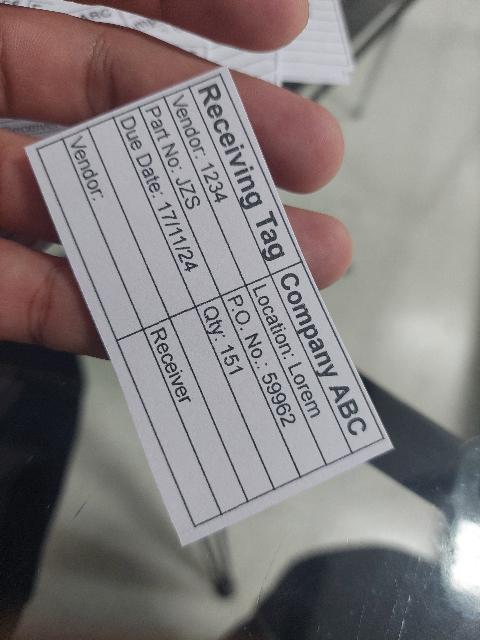 Receiving Tag Company ABC
Vendor: 1234 Location: Lorem
Part No: JZS P.O. No.: 59962
Due Date: 17/11/24 Qty: 151
Vendor: Receiver